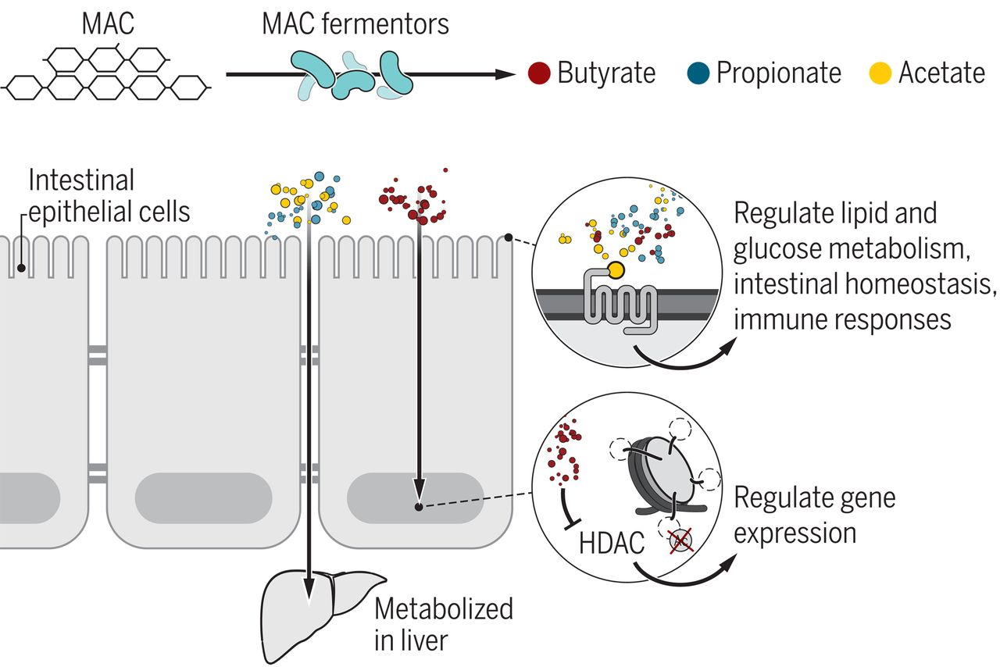 MAC
MAC fermentors
Butyrate
Propionate
Acetate
Intestinal
epithelial cells
Regulate lipid and
glucose metabolism,
intestinal homeostasis,
immune responses
HDAC
Ac
Regulate gene
expression
Metabolized
in liver